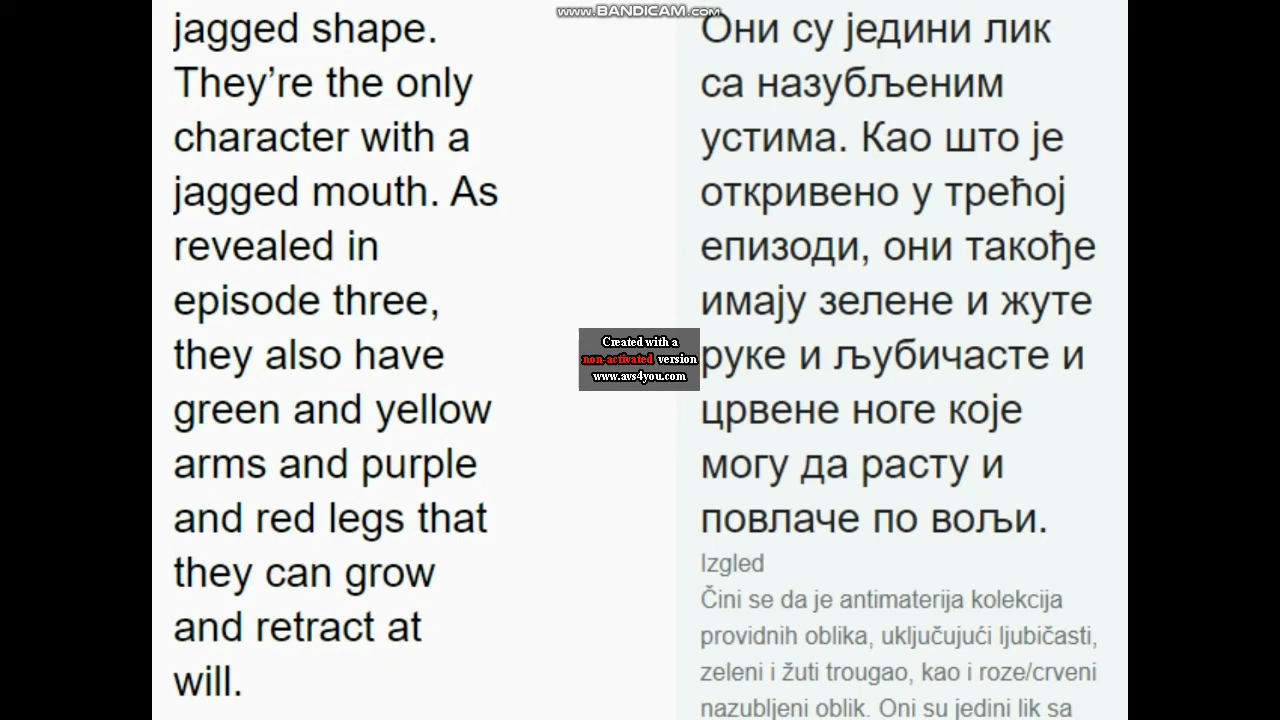 www.BANDICAM.com
jagged shape.
They’re the only
character with a
jagged mouth. As
revealed in
episode three,
they also have
green and yellow
arms and purple
and red legs that
they can grow
and retract at
will.
Created with a
non-activated version
www.avs4you.com
Они су једини лик
са назубљеним
устима. Као што је
откривено у трећој
епизоди, они такође
имају зелене и жуте
руке и љубичасте и
црвене ноге које
могу да расту и
повлаче по вољи.
Izgled
Čini se da je antimaterija kolekcija
providnih oblika, uključujući ljubičasti,
zeleni i žuti trougao, kao i roze/crveni
nazubljeni oblik. Oni su jedini lik sa